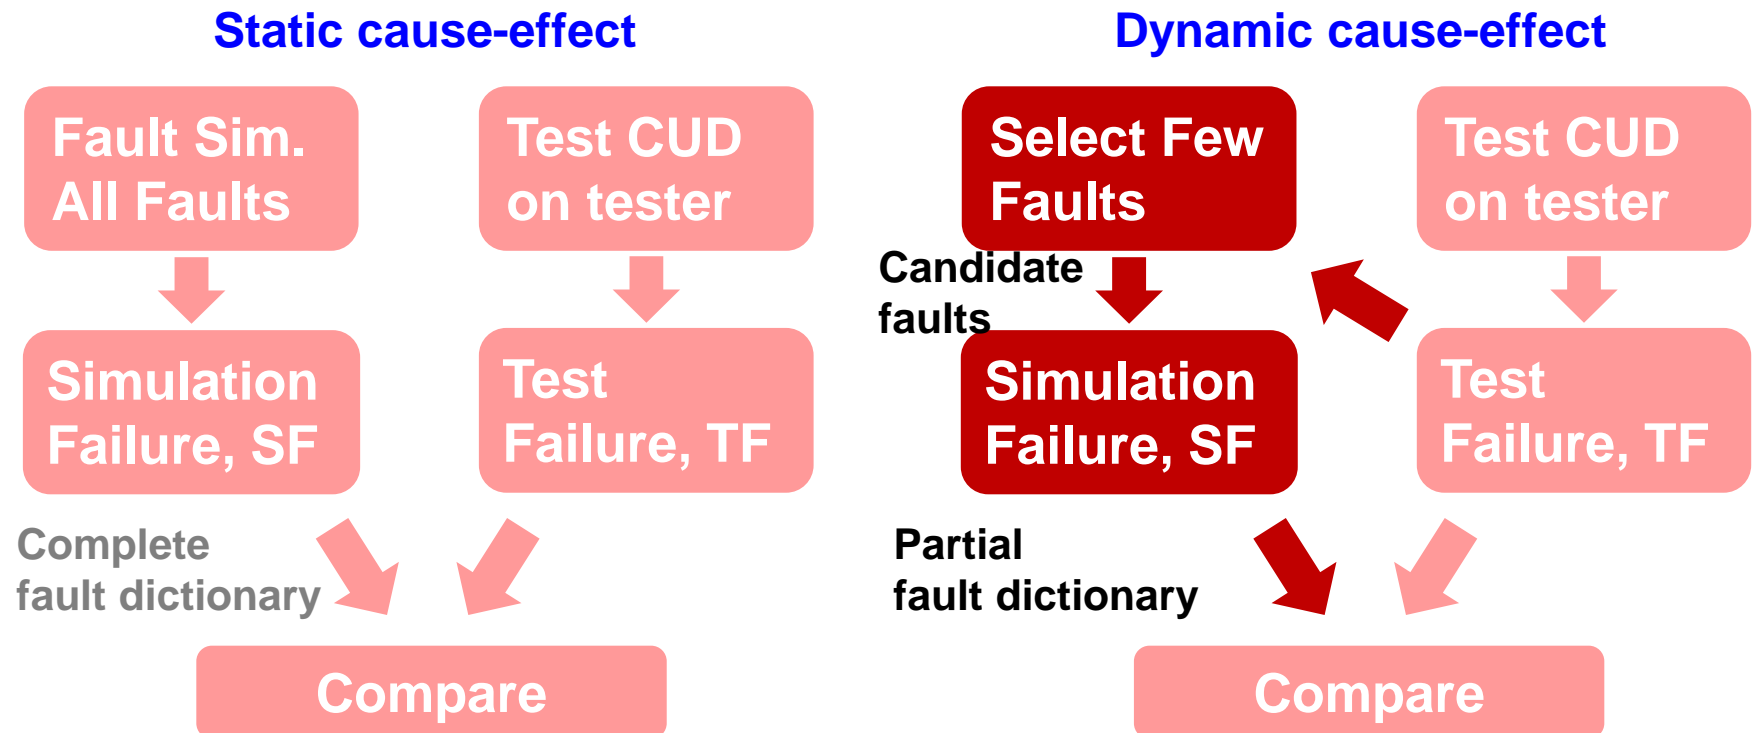 Static cause-effect
Fault Sim.
All Faults
Test CUD
on tester
Simulation
Failure, SF
Test
Failure, TF
Complete
fault dictionary
Compare
Dynamic cause-effect
Select Few
Faults
Test CUD
on tester
Candidate
faults
Simulation
Failure, SF
Test
Failure, TF
Partial
fault dictionary
Compare